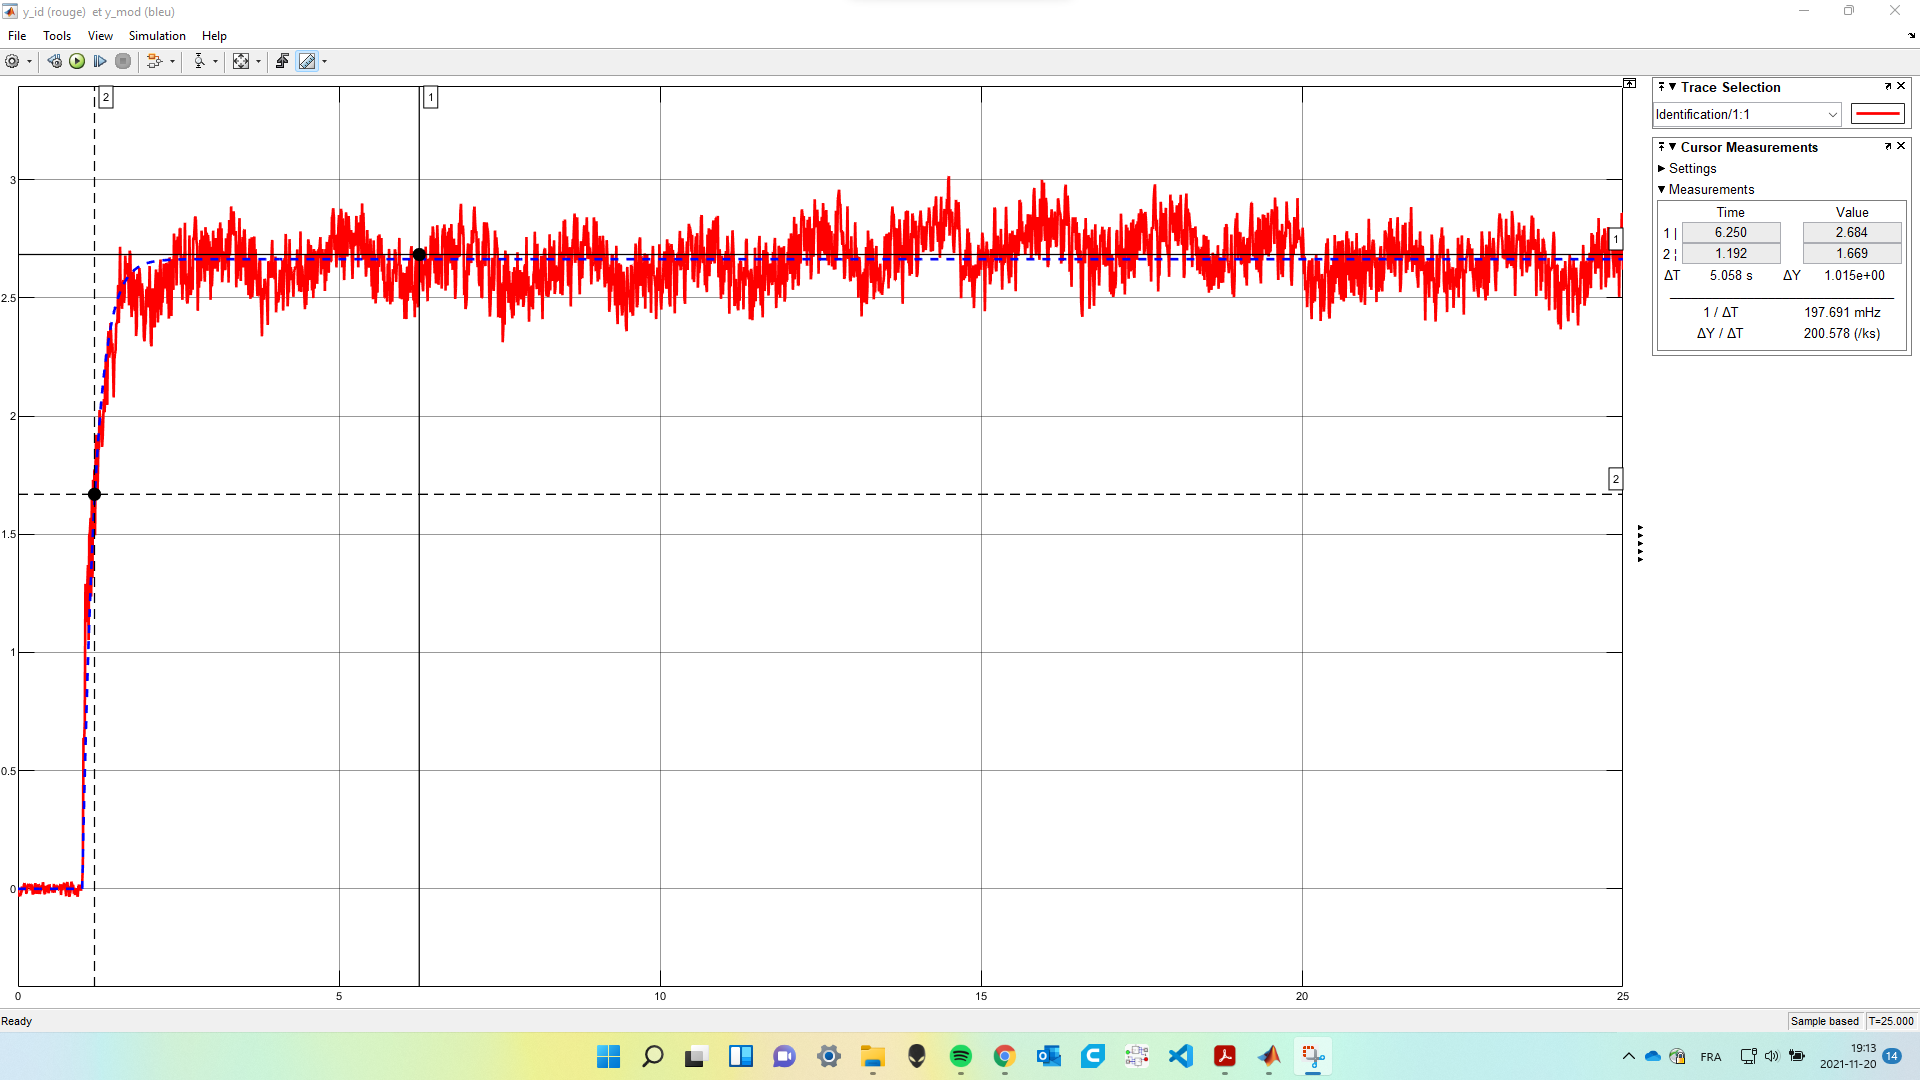 y_id (rouge)  et y_mod (bleu)
File Tools View Simulation Help
2
1
3
2.5
2
1.5
1
0.5
0
1
2
0 5 10 15 20 25
Trace Selection
Identification/1:1
Cursor Measurements
Settings
Measurements
Time Value
1 | 6.250 2.684
2 ¦ 1.192 1.669
ΔT 5.058 s ΔY 1.015e+00
1 / ΔT 197.691 mHz
ΔY / ΔT 200.578 (/ks)
Ready
Sample based T=25.000
FRA
19:13
2021-11-20
14